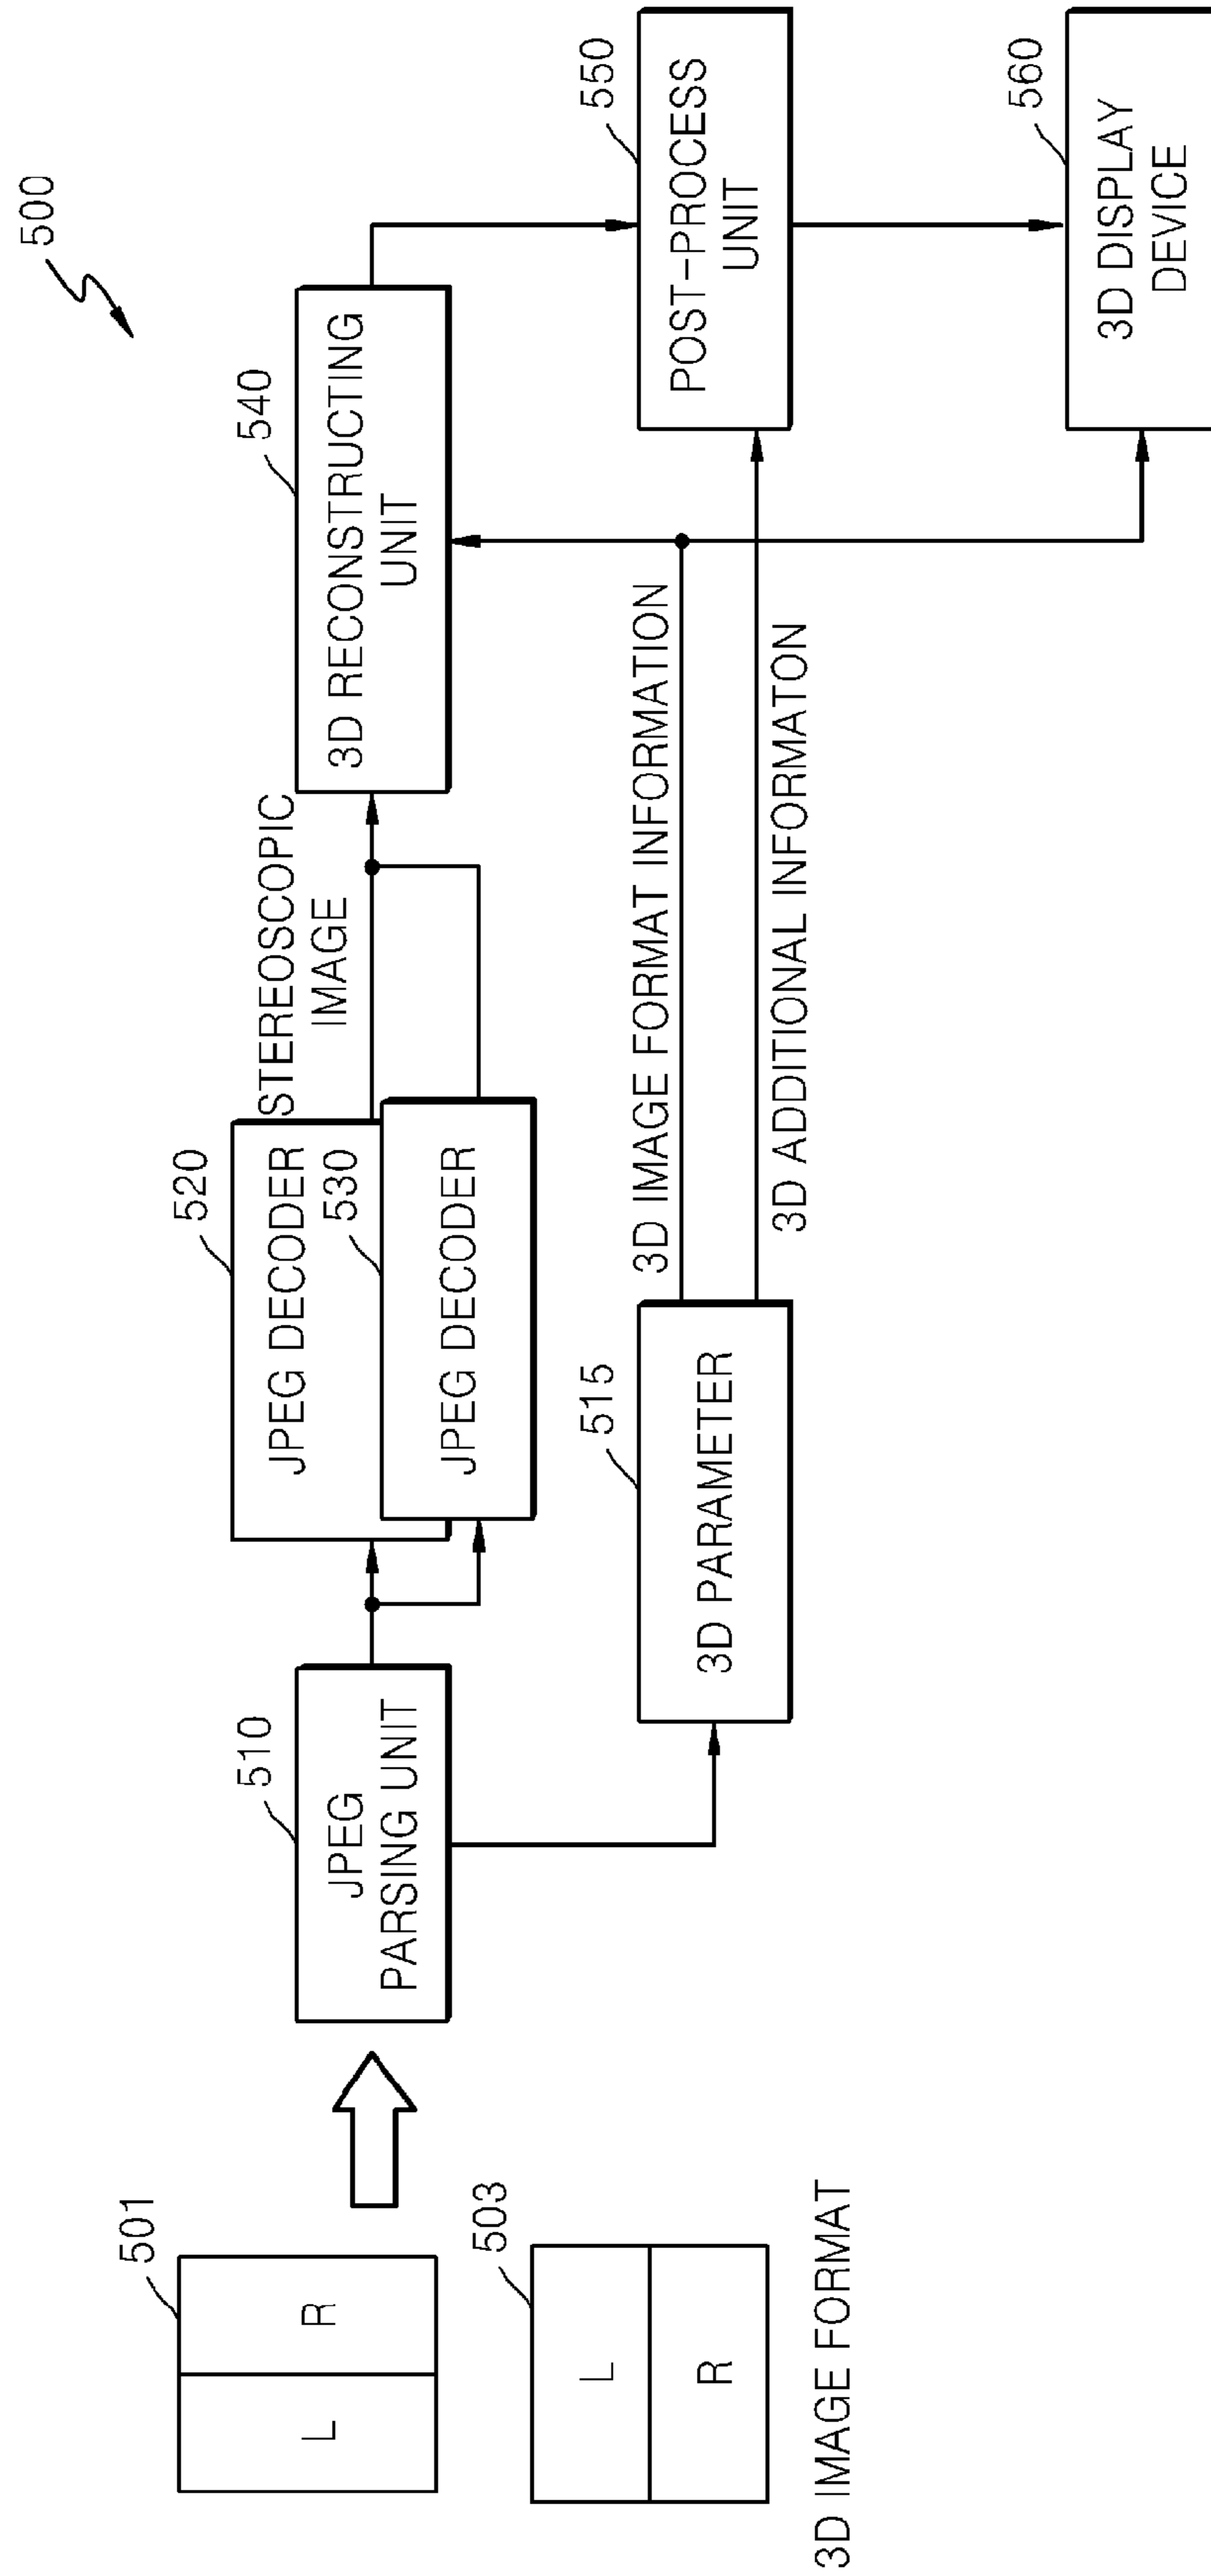 500
501
L
R
503
L
R
3D IMAGE FORMAT
510
JPEG
PARSING UNIT
520
JPEG DECODER
530
JPEG DECODER
STEREOSCOPIC
IMAGE
540
3D RECONSTRUCTING
UNIT
515
3D PARAMETER
3D IMAGE FORMAT INFORMATION
3D ADDITIONAL INFORMATON
550
POST-PROCESS
UNIT
560
3D DISPLAY
DEVICE